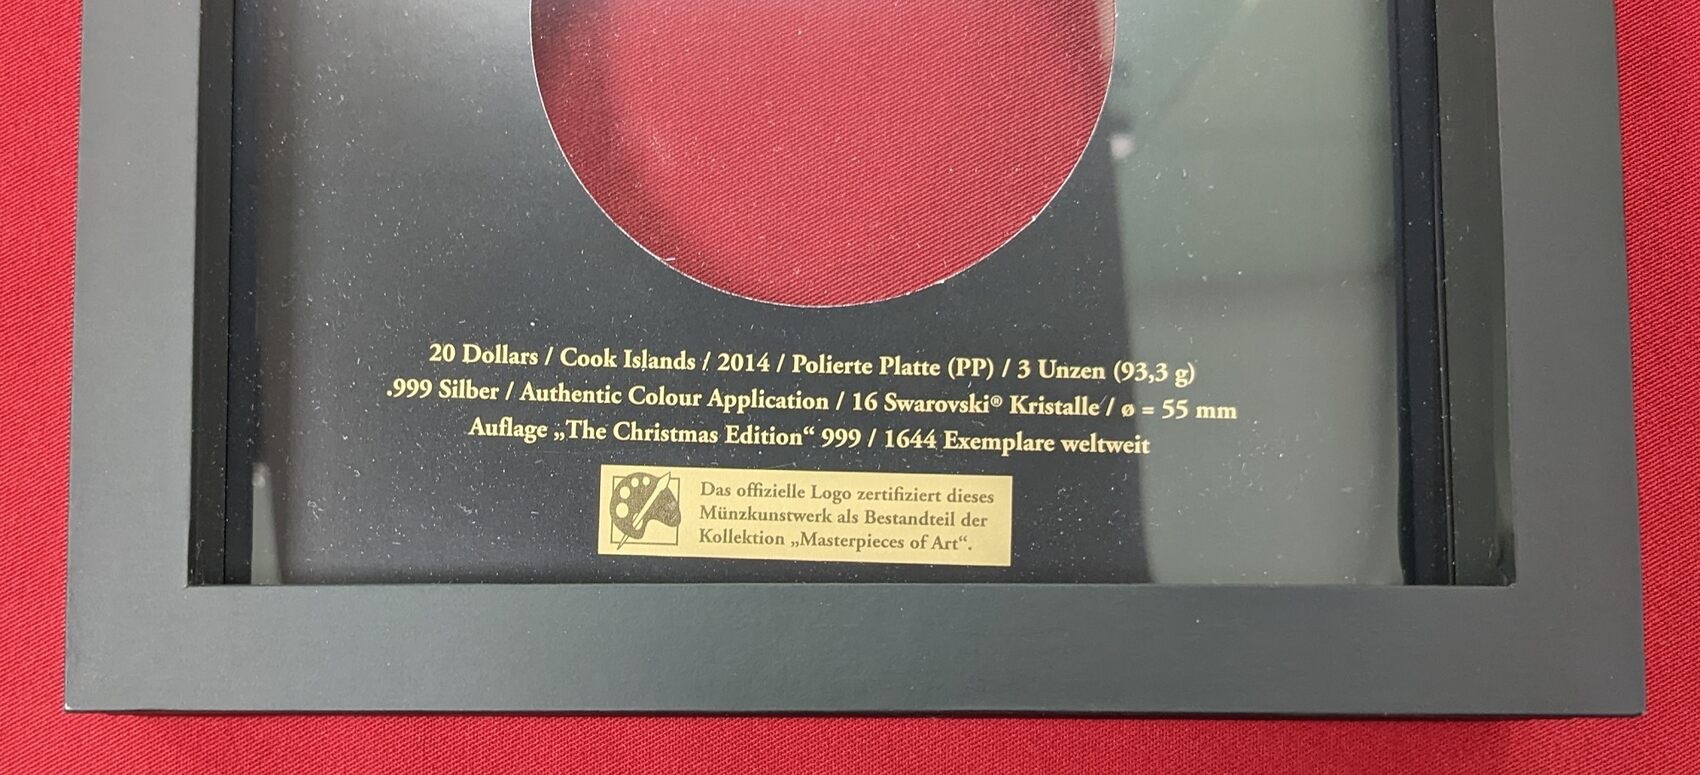 20 Dollars / Cook Islands / 2014 / Polierte Platte (PP) / 3 Unzen (93,3 g)
.999 Silber / Authentic Colour Application / 16 Swarovski® Kristalle / ø = 55 mm
Auflage „The Christmas Edition“ 999 / 1644 Exemplare weltweit
Das offizielle Logo zertifiziert dieses
Münzkunstwerk als Bestandteil der
Kollektion „Masterpieces of Art“.